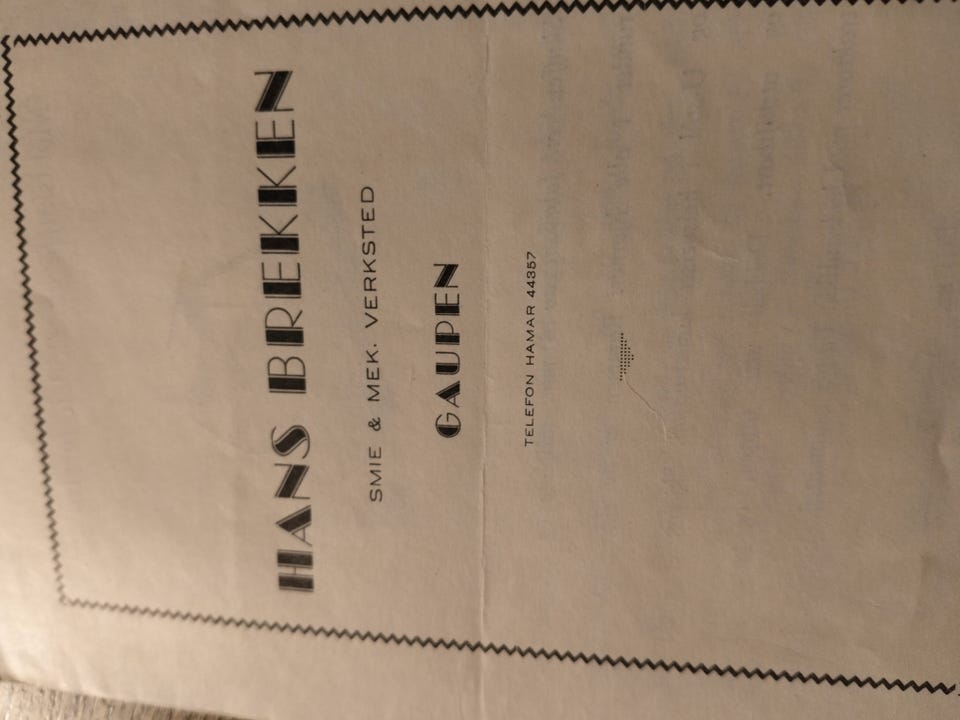 HANS BREKKEN
SMIE & MEK. VERKSTED
GAUPEN
TELEFON HAMAR 44357